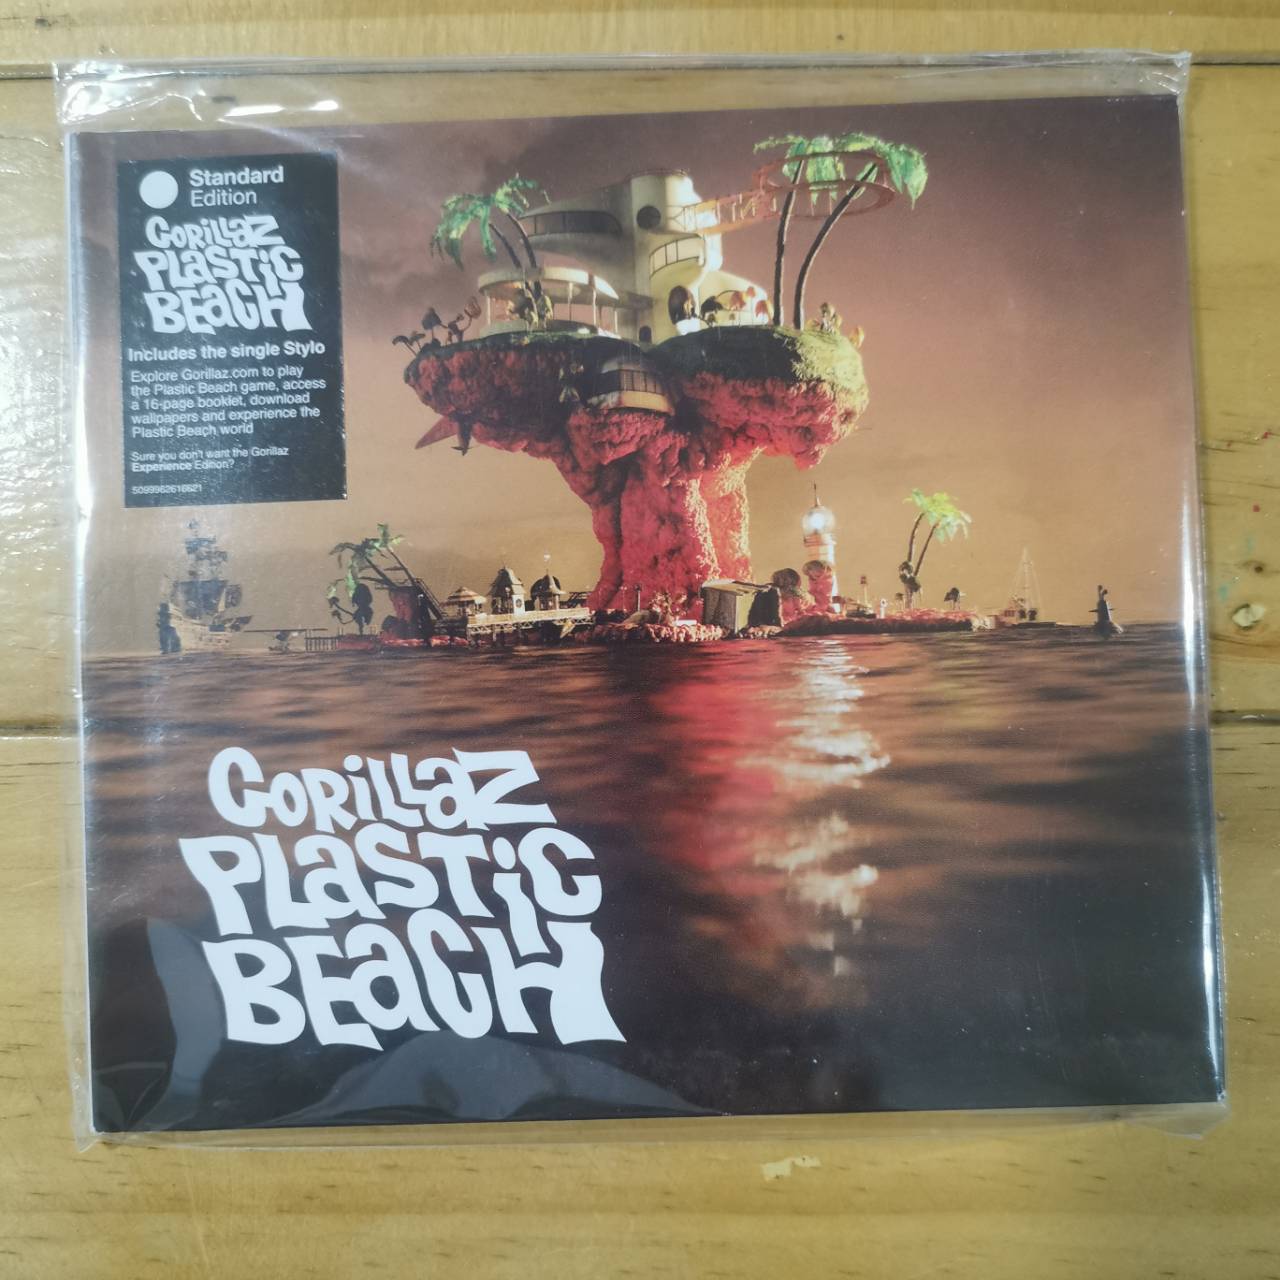 Standard
Edition
GORiLLaZ
PLaSTiC
BEaCH
Includes the single Stylo
Explore Gorillaz.com to play
the Plastic Beach game, access
a 16-page booklet, download
wallpapers and experience the
Plastic Beach world
Sure you don't want the Gorillaz
Experience Edition?
5099962616621
GORiLLaZ
PLaSTiC
BEaCH